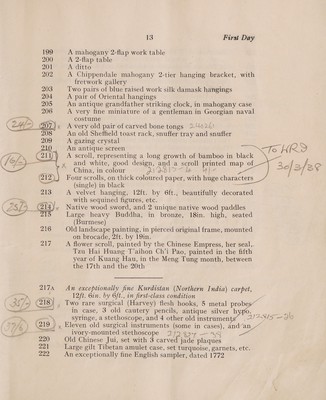 13 First Day
199 A mahogany 2-flap work table
200 A 2-flap table
201 A ditto
202 A Chippendale mahogany 2-tier hanging bracket, with
fretwork gallery
203 Two pairs of blue raised work silk damask hangings
204 A pair of Oriental hangings
205 An antique grandfather striking clock, in mahogany case
206 A very fine miniature of a gentleman in Georgian naval
costume
24/-
207 A very pair of carved bone tongs
208 An old Sheffield toast rack, snuffer tray and snuffer
209 A gazing crystal
210 An antique screen
To HRD
30/3/38
211 A scroll, representing a long growth of bamboo in black
and white, good design, and a scroll printed map of
China, in colour
16/-
212 Four scrolls, on thick coloured paper, with huge characters
(single) in black
213 A velvet hanging, 12ft. by 6ft., beautifully decorated
with sequined figures, etc.
214 Native wood sword, and 2 unique native wood paddles
215 Large heavy Buddha, in bronze, 18in. high, seated
(Burmese)
216 Old landscape painting, in pierced original frame, mounted
on brocade, 2ft. by 18in.
217 A flower scroll, painted by the Chinese Empress, her seal,
Tzu Hai Huang T'aihon Ch'i Pao, painted in the fifth
year of Kuang Hau, in the Meng Tung month, between
the 17th and the 20th
217A An exceptionally fine Kurdistan (Northern India) carpet,
12ft. 6in. by 6ft., in first-class condition
35/-
218 Two rare surgical (Harvey) flesh hooks, 5 metal probes
in case, 3 old cautery pencils, antique silver hypo.
syringe, a stethoscope, and 4 other old instruments
219 Eleven old surgical instruments (some in cases), and an
ivory-mounted stethoscope
220 Old Chinese Jui, set with 3 carved jade plaques
221 Large gilt Tibetan amulet case, set turquoise, garnets, etc.
222 An exceptionally fine English sampler, dated 1772